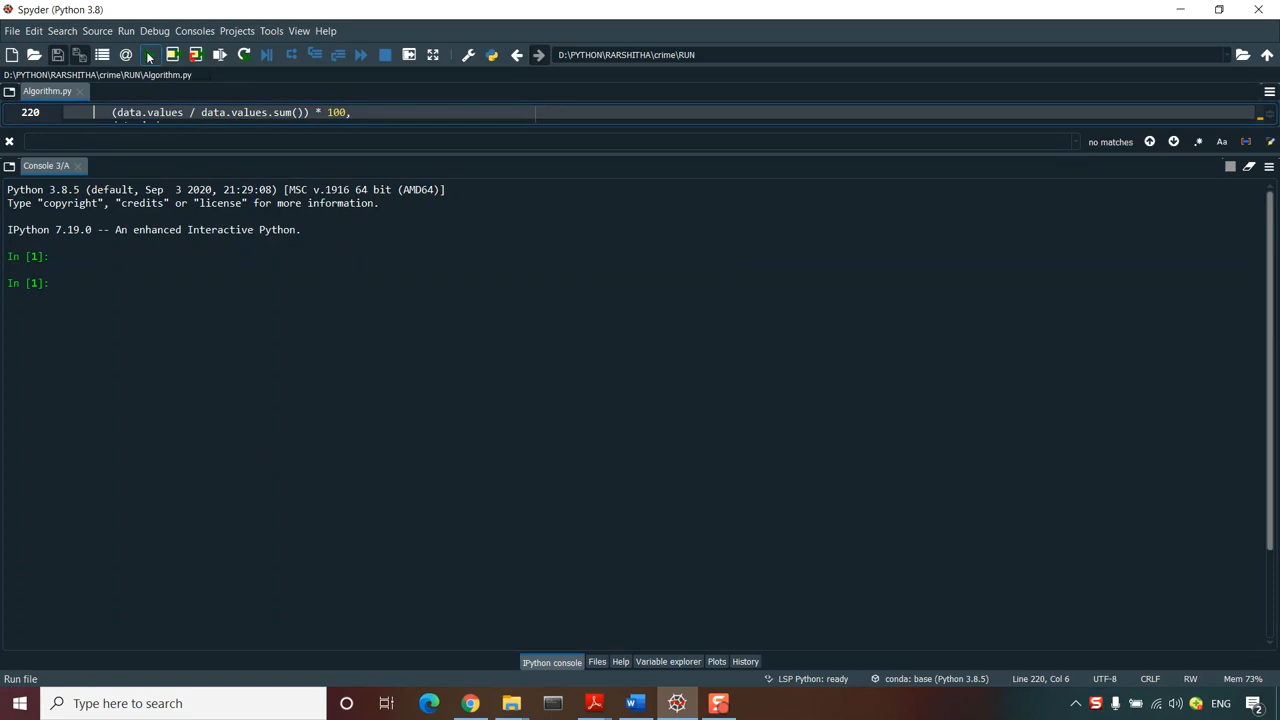 Spyder (Python 3.8)
File Edit Search Source Run Debug Consoles Projects Tools View Help
D:\PYTHON\RARSHITHA\crime\RUN
D:\PYTHON\RARSHITHA\crime\RUN\Algorithm.py
Algorithm.py
220 (data.values / data.values.sum()) * 100,
no matches
Aa
Console 3/A
Python 3.8.5 (default, Sep 3 2020, 21:29:08) [MSC v.1916 64 bit (AMD64)]
Type "copyright", "credits" or "license" for more information.
IPython 7.19.0 -- An enhanced Interactive Python.
In [1]:
In [1]:
IPython console Files Help Variable explorer Plots History
Run file LSP Python: ready conda: base (Python 3.8.5) Line 220, Col 6 UTF-8 CRLF RW Mem 73%
Type here to search ENG 2